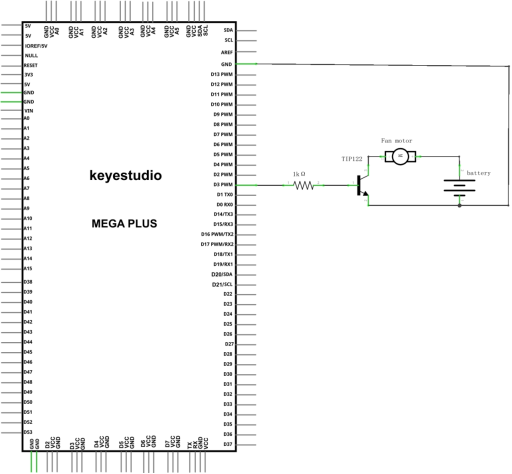 GND VCC A0
GND VCC A1
GND VCC A2
GND VCC A3
GND VCC A4
GND VCC A5
GND VCC SDA SCL
5V
5V
IOREF/5V
NULL
RESET
3V3
5V
GND
GND
VIN
A0
A1
A2
A3
A4
A5
A6
A7
A8
A9
A10
A11
A12
A13
A14
A15
D38
D39
D40
D41
D42
D43
D44
D45
D46
D47
D48
D49
D50
D51
D52
D53
keyestudio
MEGA PLUS
SDA
SCL
AREF
GND
D13 PWM
D12 PWM
D11 PWM
D10 PWM
D9 PWM
D8 PWM
D7 PWM
D6 PWM
D5 PWM
D4 PWM
D2 PWM
D3 PWM
D1 TX0
D0 RX0
D14/TX3
D15/RX3
D16 PWM/TX2
D17 PWM/RX2
D18/TX1
D19/RX1
D20/SDA
D21/SCL
D22
D23
D24
D25
D26
D27
D28
D29
D30
D31
D32
D33
D34
D35
D36
D37
1kΩ
TIP122
Fan motor
battery
GND
GND
D2 VCC GND
D3 VCC GND
D4 VCC GND
D5 VCC GND
D6 VCC GND
D7 VCC GND
TX RX GND VCC